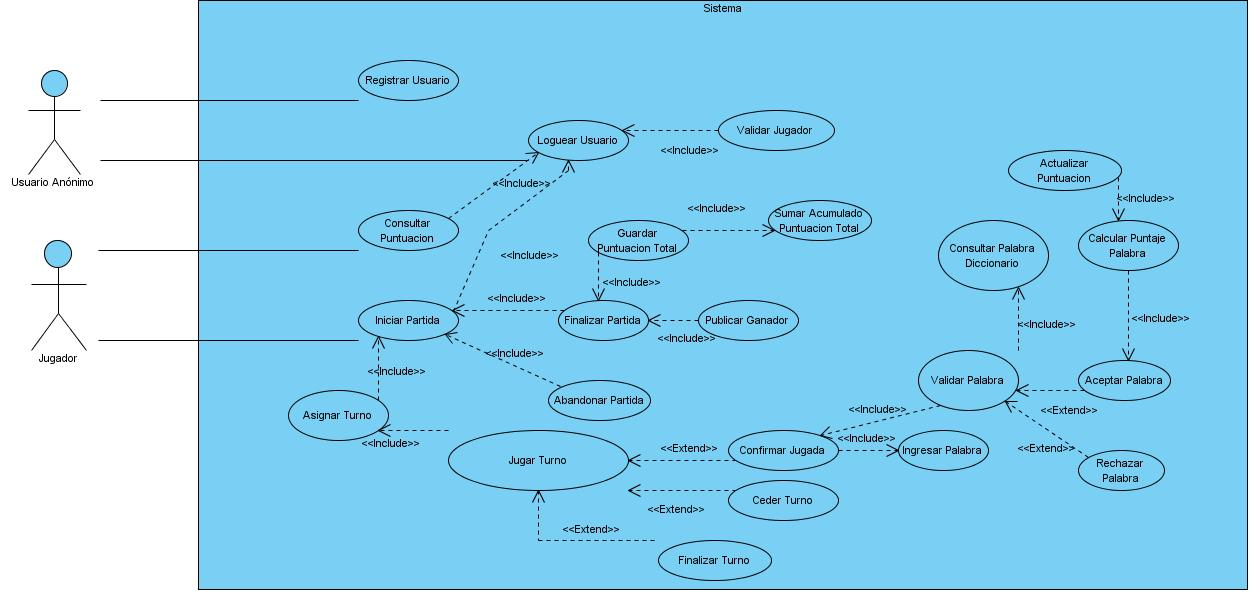 Sistema
Registrar Usuario
Loguear Usuario
Validar Jugador
<<Include>>
Usuario Anónimo
<<Include>>
Actualizar
Puntuacion
<<Include>>
Consultar
Puntuacion
<<Include>>
Sumar Acumulado
Puntuacion Total
Guardar
Puntuacion Total
Consultar Palabra
Diccionario
Calcular Puntaje
Palabra
<<Include>>
<<Include>>
<<Include>>
Iniciar Partida
Finalizar Partida
Publicar Ganador
<<Include>>
<<Include>>
<<Include>>
Jugador
<<Include>>
<<Include>>
Validar Palabra
Aceptar Palabra
Abandonar Partida
Asignar Turno
<<Include>>
<<Extend>>
<<Include>>
<<Include>>
<<Extend>>
<<Extend>>
Confirmar Jugada
Ingresar Palabra
Jugar Turno
Rechazar
Palabra
Ceder Turno
<<Extend>>
<<Extend>>
Finalizar Turno